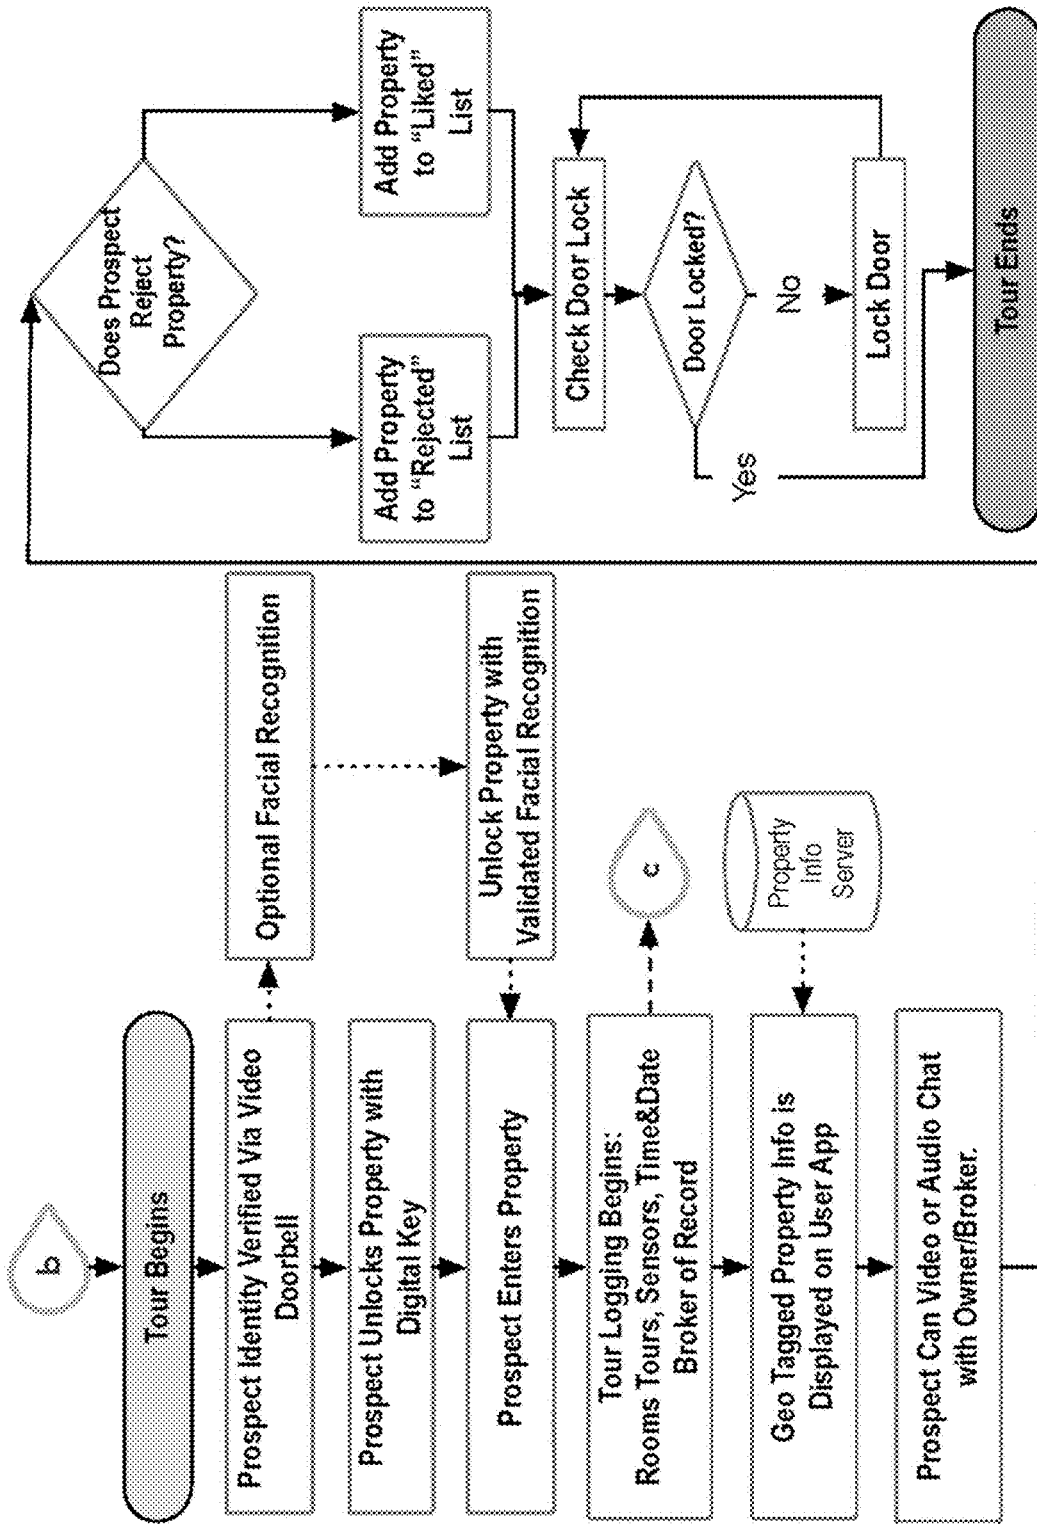 b
Tour Begins
Prospect Identity Verified Via Video
Doorbell
Optional Facial Recognition
Prospect Unlocks Property with
Digital Key
Unlock Property with
Validated Facial Recognition
Prospect Enters Property
Tour Logging Begins:
Rooms Tours, Sensors, Time&Date
Broker of Record
c
Geo Tagged Property Info is
Displayed on User App
Property
Info
Server
Prospect Can Video or Audio Chat
with Owner/Broker.
Does Prospect
Reject
Property?
Add Property
to “Rejected”
List
Add Property
to “Liked”
List
Check Door Lock
Door Locked?
Yes
No
Lock Door
Tour Ends